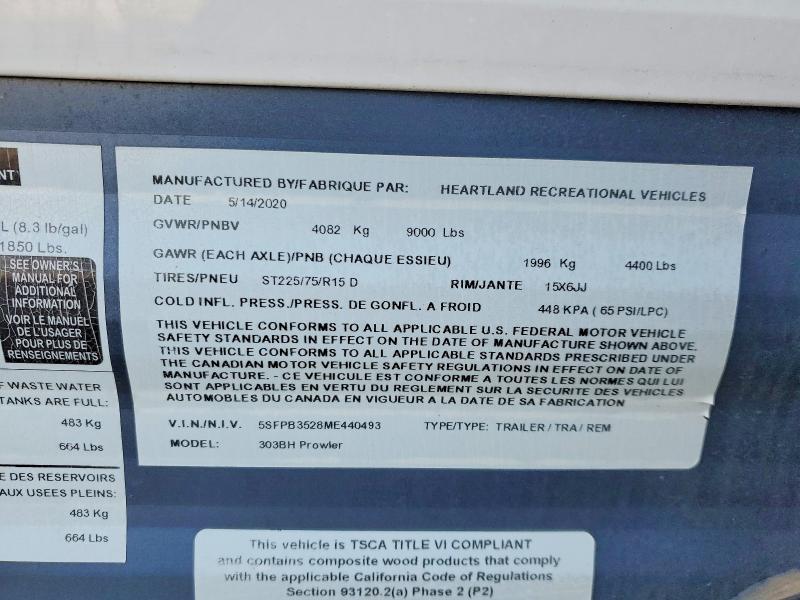 MANUFACTURED BY/FABRIQUE PAR: HEARTLAND RECREATIONAL VEHICLES
DATE 5/14/2020
GVWR/PNBV 4082 Kg 9000 Lbs
GAWR (EACH AXLE)/PNB (CHAQUE ESSIEU) 1996 Kg 4400 Lbs
TIRES/PNEU ST225/75/R15 D RIM/JANTE 15X6JJ
COLD INFL. PRESS./PRESS. DE GONFL. A FROID 448 KPA ( 65 PSI/LPC)
THIS VEHICLE CONFORMS TO ALL APPLICABLE U.S. FEDERAL MOTOR VEHICLE
SAFETY STANDARDS IN EFFECT ON THE DATE OF MANUFACTURE SHOWN ABOVE.
THIS VEHICLE CONFORMS TO ALL APPLICABLE STANDARDS PRESCRIBED UNDER
THE CANADIAN MOTOR VEHICLE SAFETY REGULATIONS IN EFFECT ON DATE OF
MANUFACTURE. - CE VEHICULE EST CONFORME A TOUTES LES NORMES QUI LUI
SONT APPLICABLES EN VERTU DU REGLEMENT SUR LA SECURITE DES VEHICLES
AUTOMOBILES DU CANADA EN VIGUEUR A LA DATE DE SA FABRICATION
V.I.N./N.I.V. 5SFPB3528ME440493 TYPE/TYPE: TRAILER / TRA / REM
MODEL: 303BH Prowler
L (8.3 lb/gal)
1850 Lbs.
SEE OWNER'S
MANUAL FOR
ADDITIONAL
INFORMATION
VOIR LE MANUEL
DE L'USAGER
POUR PLUS DE
RENSEIGNEMENTS
F WASTE WATER
TANKS ARE FULL:
483 Kg
664 Lbs
E DES RESERVOIRS
AUX USEES PLEINS:
483 Kg
664 Lbs
This vehicle is TSCA TITLE VI COMPLIANT
and contains composite wood products that comply
with the applicable California Code of Regulations
Section 93120.2(a) Phase 2 (P2)